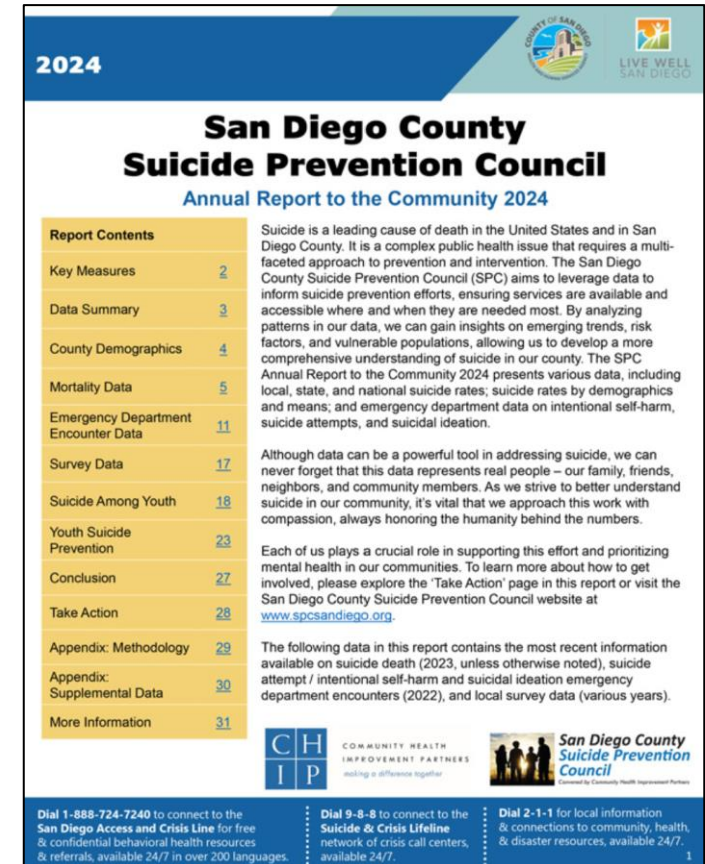 2024
COUNTY OF SAN DIEGO
LIVE WELL
SAN DIEGO
San Diego County
Suicide Prevention Council
Annual Report to the Community 2024
Report Contents
Key Measures 2
Data Summary 3
County Demographics 4
Mortality Data 5
Emergency Department
Encounter Data 11
Survey Data 17
Suicide Among Youth 18
Youth Suicide
Prevention 23
Conclusion 27
Take Action 28
Appendix: Methodology 29
Appendix:
Supplemental Data 30
More Information 31
Suicide is a leading cause of death in the United States and in San
Diego County. It is a complex public health issue that requires a multi-
faceted approach to prevention and intervention. The San Diego
County Suicide Prevention Council (SPC) aims to leverage data to
inform suicide prevention efforts, ensuring services are available and
accessible where and when they are needed most. By analyzing
patterns in our data, we can gain insights on emerging trends, risk
factors, and vulnerable populations, allowing us to develop a more
comprehensive understanding of suicide in our county. The SPC
Annual Report to the Community 2024 presents various data, including
local, state, and national suicide rates; suicide rates by demographics
and means; and emergency department data on intentional self-harm,
suicide attempts, and suicidal ideation.
Although data can be a powerful tool in addressing suicide, we can
never forget that this data represents real people – our family, friends,
neighbors, and community members. As we strive to better understand
suicide in our community, it's vital that we approach this work with
compassion, always honoring the humanity behind the numbers.
Each of us plays a crucial role in supporting this effort and prioritizing
mental health in our communities. To learn more about how to get
involved, please explore the 'Take Action' page in this report or visit the
San Diego County Suicide Prevention Council website at
www.spcsandiego.org.
The following data in this report contains the most recent information
available on suicide death (2023, unless otherwise noted), suicide
attempt / intentional self-harm and suicidal ideation emergency
department encounters (2022), and local survey data (various years).
CHIP
COMMUNITY HEALTH
IMPROVEMENT PARTNERS
making a difference together
San Diego County
Suicide Prevention
Council
Convened by Community Health Improvement Partners
Dial 1-888-724-7240 to connect to the
San Diego Access and Crisis Line for free
& confidential behavioral health resources
& referrals, available 24/7 in over 200 languages.
Dial 9-8-8 to connect to the
Suicide & Crisis Lifeline
network of crisis call centers,
available 24/7.
Dial 2-1-1 for local information
& connections to community, health,
& disaster resources, available 24/7.
1